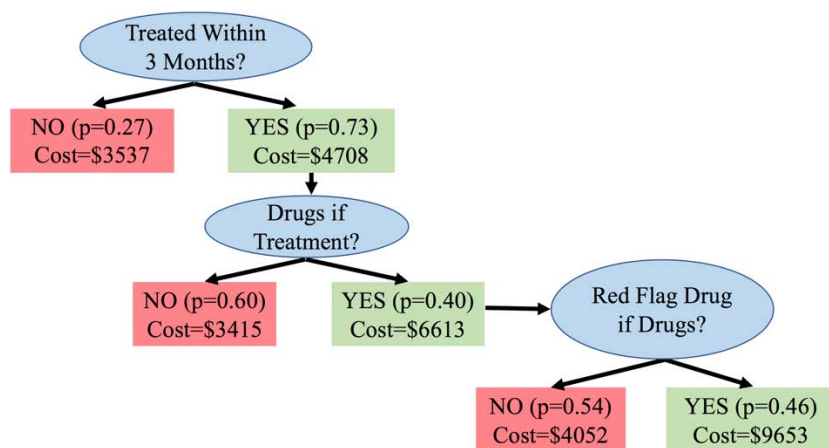 Treated Within
3 Months?
NO (p=0.27)
Cost=$3537
YES (p=0.73)
Cost=$4708
Drugs if
Treatment?
NO (p=0.60)
Cost=$3415
YES (p=0.40)
Cost=$6613
Red Flag Drug
if Drugs?
NO (p=0.54)
Cost=$4052
YES (p=0.46)
Cost=$9653